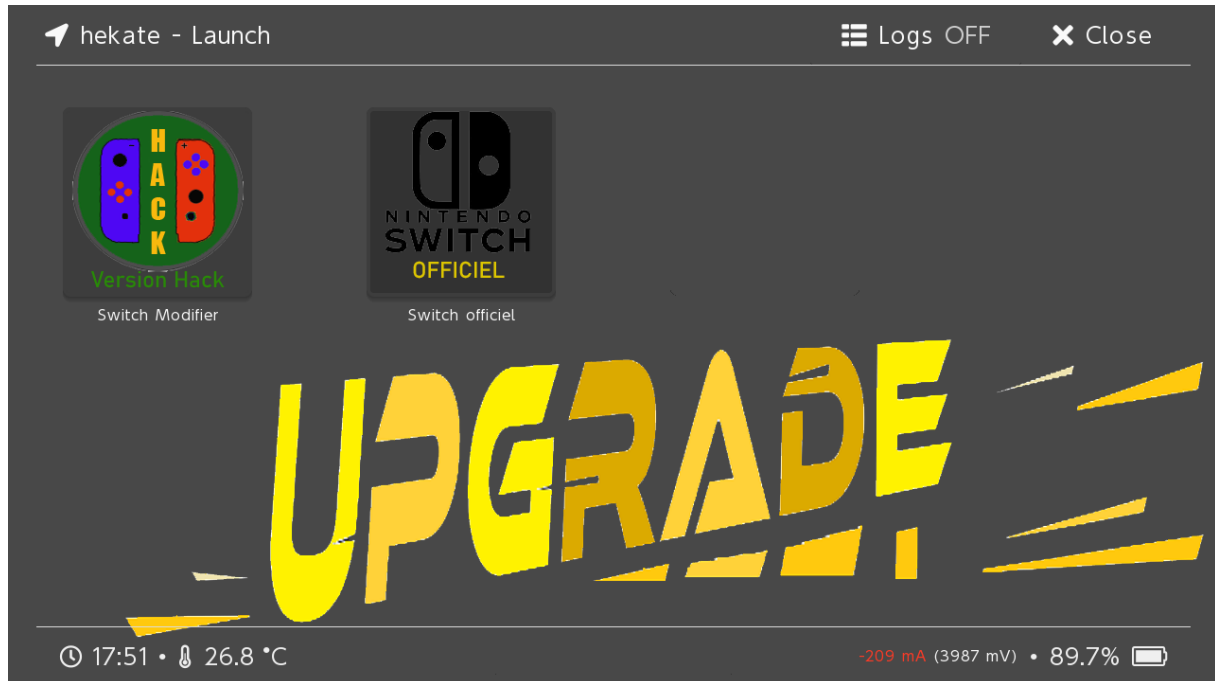 hekate - Launch
Logs OFF
Close
HACK
Version Hack
NINTENDO
SWITCH
OFFICIEL
Switch Modifier
Switch officiel
UPGRADE
17:51 • 26.8 °C
-209 mA (3987 mV) • 89.7%